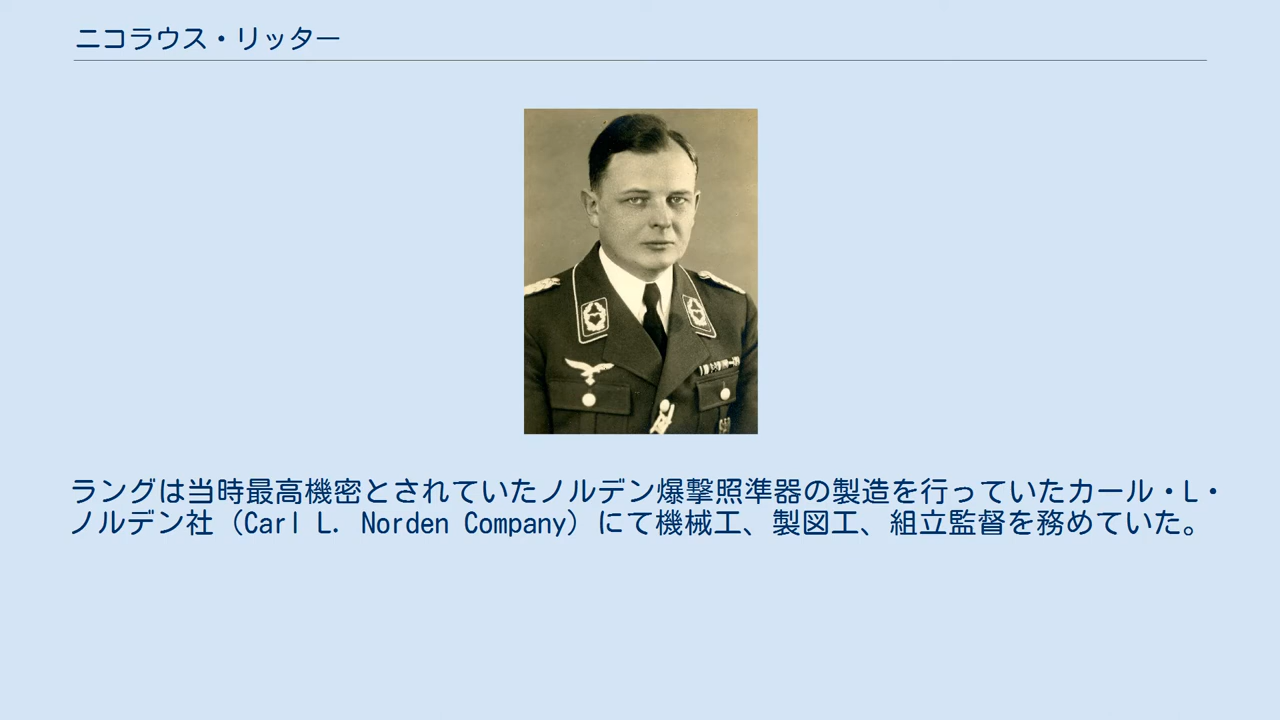 ニコラウス・リッター
ラングは当時最高機密とされていたノルデン爆撃照準器の製造を行っていたカール・L・
ノルデン社（Carl L. Norden Company）にて機械工、製図工、組立監督を務めていた。